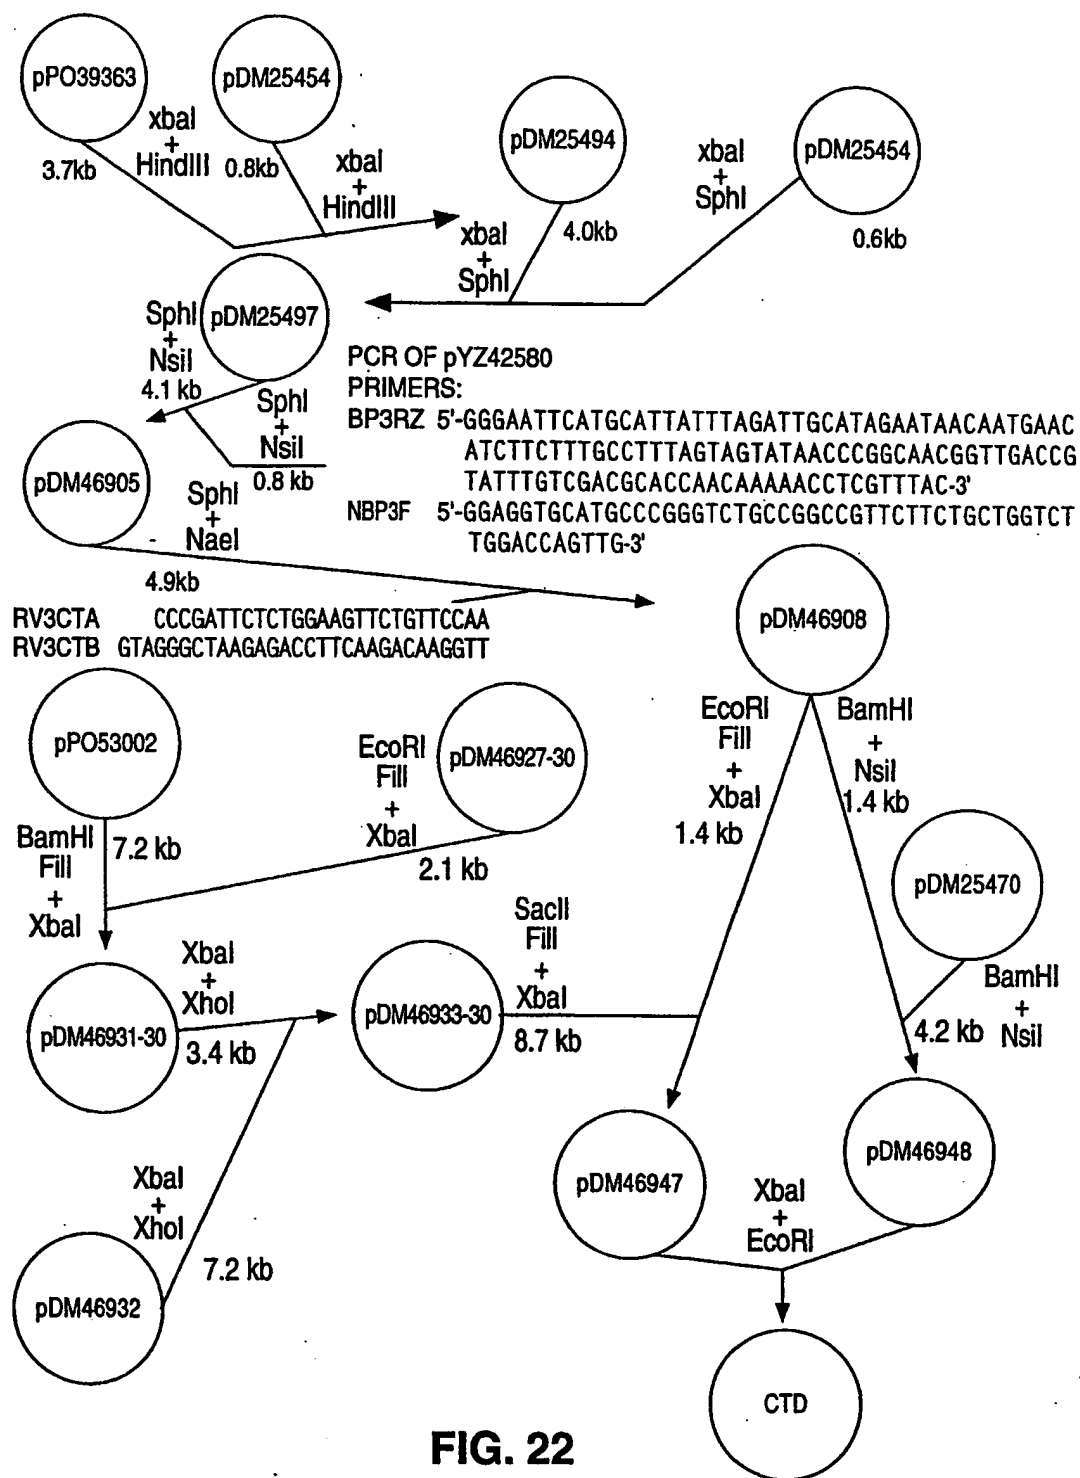 pPO39363
pDM25454
xbaI
+
HindIII
3.7kb
0.8kb
xbaI
+
HindIII
pDM25494
xbaI
+
SphI
pDM25454
xbaI
+
SphI
4.0kb
0.6kb
SphI
+
NsiI
pDM25497
4.1 kb
SphI
+
NsiI
0.8 kb
PCR OF pYZ42580
PRIMERS:
BP3RZ 5'-GGGAATTCATGCATTATTTAGATTGCATAGAATAACAATGAAC
ATCTTCTTTGCCTTTAGTAGTATAACCCGGCAACGGTTGACCG
TATTTGTCGACGCACCAACAAAAACCTCGTTTAC-3'
NBP3F 5'-GGAGGTGCATGCCCGGGTCTGCCGGCCGTTCTTCTGCTGGTCT
TGGACCAGTTG-3'
pDM46905
SphI
+
NaeI
4.9kb
RV3CTA CCCGATTCTCTGGAAGTTCTGTTCCAA
RV3CTB GTAGGGCTAAGAGACCTTCAAGACAAGGTT
pDM46908
pPO53002
EcoRI
Fill
+
XbaI
pDM46927-30
EcoRI
Fill
+
XbaI
1.4 kb
BamHI
+
NsiI
1.4 kb
BamHI
Fill
+
XbaI
7.2 kb
2.1 kb
pDM25470
SacII
Fill
+
XbaI
8.7 kb
XbaI
+
XhoI
3.4 kb
pDM46931-30
pDM46933-30
BamHI
+
NsiI
4.2 kb
pDM46947
pDM46948
XbaI
+
XhoI
7.2 kb
pDM46932
XbaI
+
EcoRI
CTD
FIG. 22